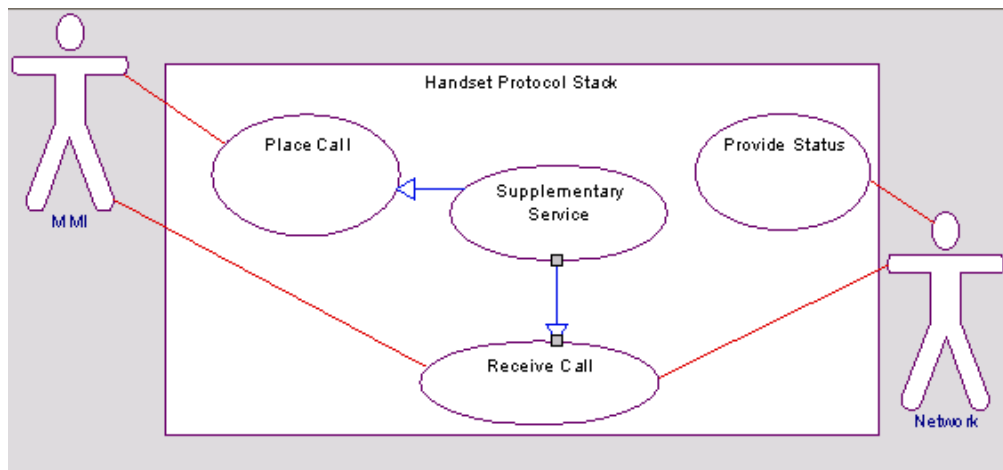 Handset Protocol Stack
Place Call
Provide Status
Supplementary
Service
MMI
Receive Call
Network